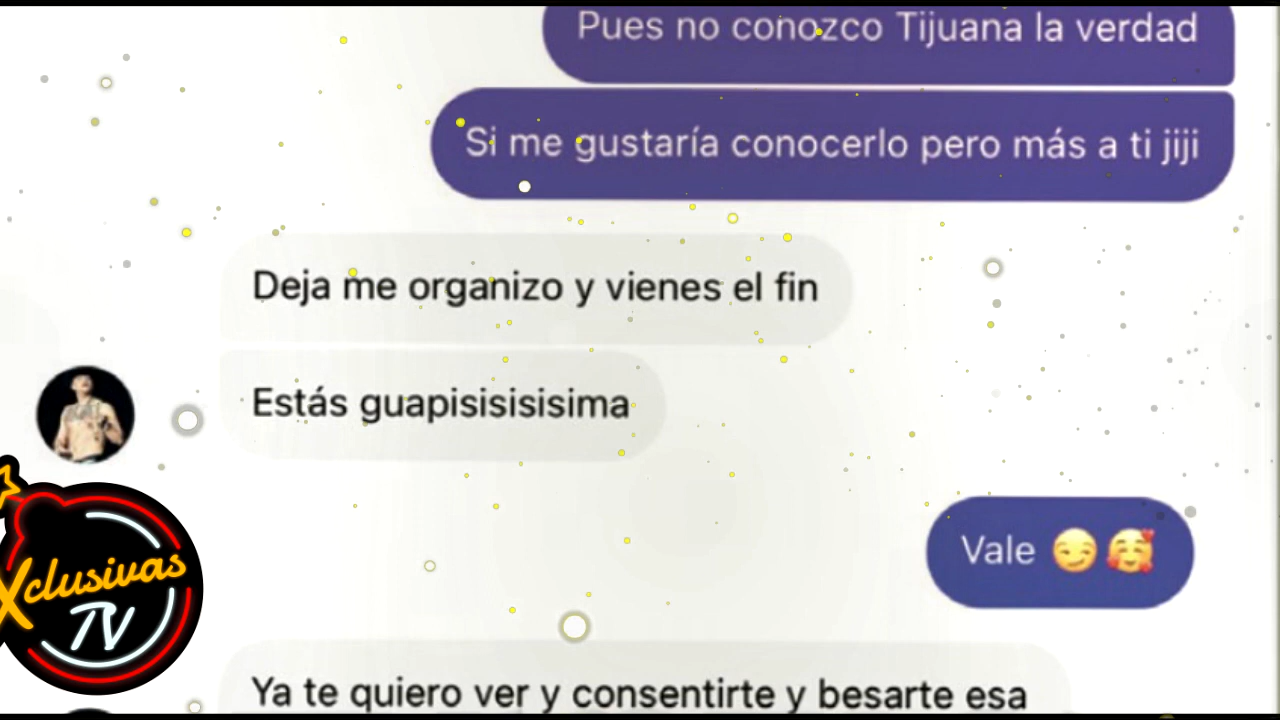 Pues no conozco Tijuana la verdad
Si me gustaría conocerlo pero más a ti jiji
Deja me organizo y vienes el fin
Estás guapisisisisima
Vale 😏🥰
Xclusivas
TV
Ya te quiero ver y consentirte y besarte esa